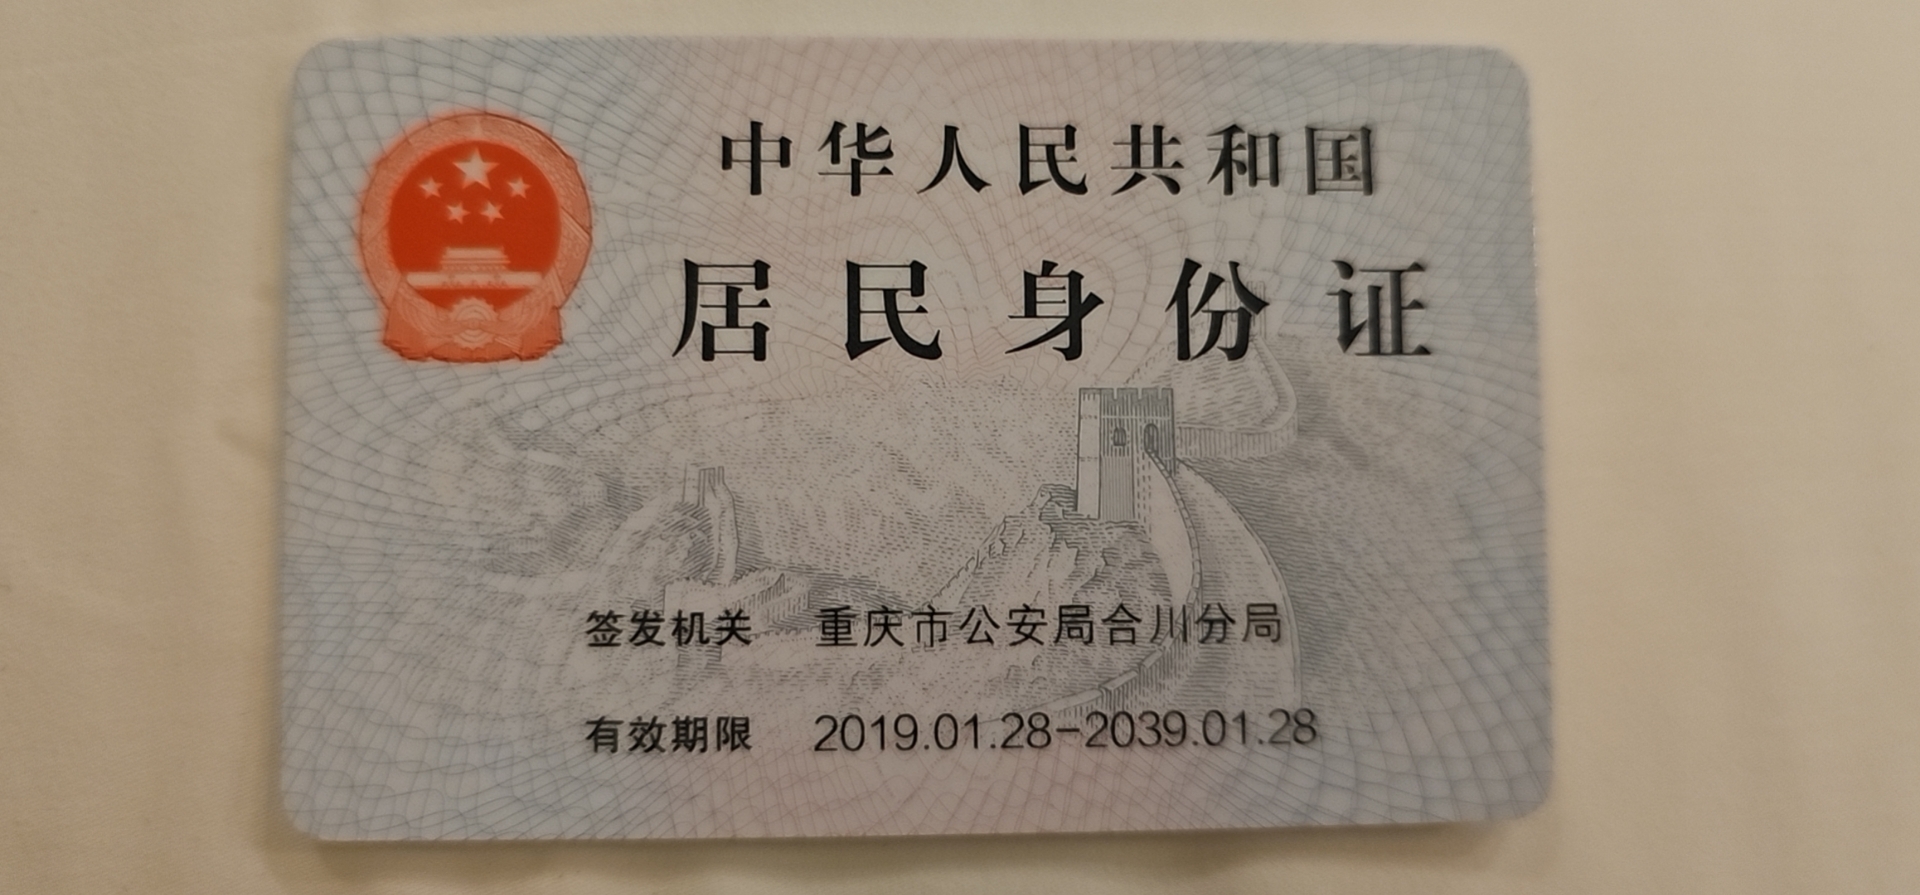 中华人民共和国
居民身份证
签发机关 重庆市公安局合川分局
有效期限 2019.01.28-2039.01.28